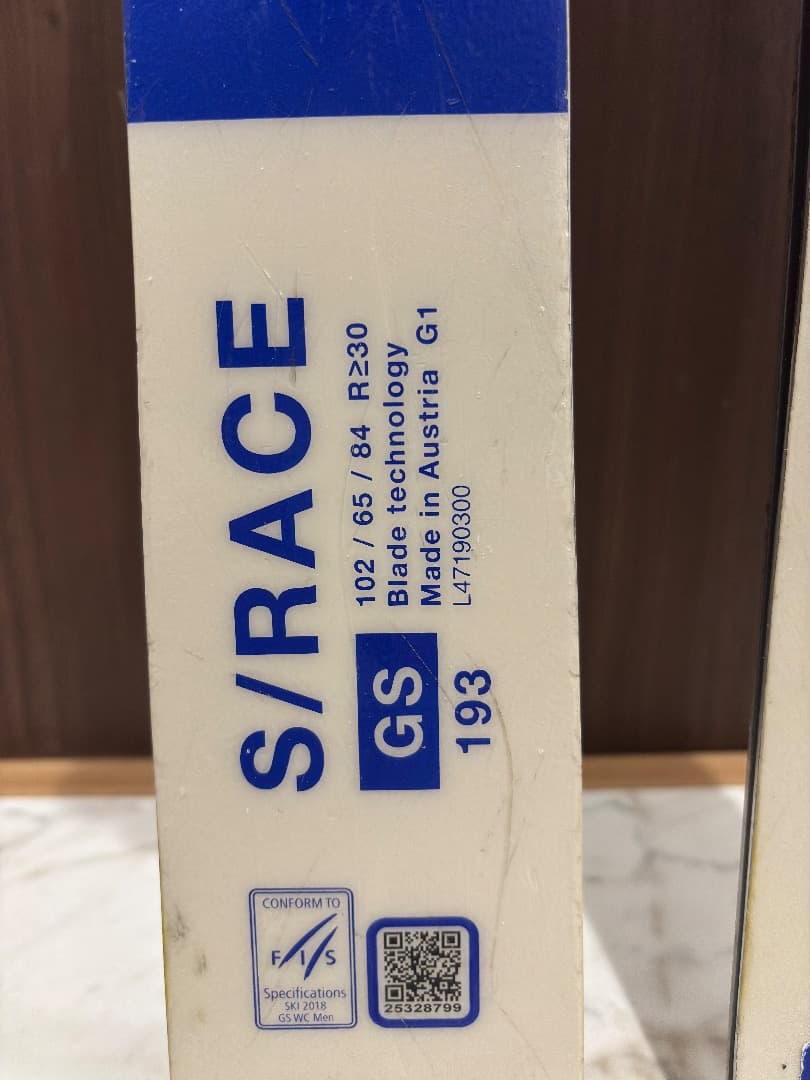 S/RACE
GS
193
102 / 65 / 84 R≥30
Blade technology
Made in Austria G1
L47190300
CONFORM TO
FIS
Specifications
SKI 2018
GS WC Men
25328799